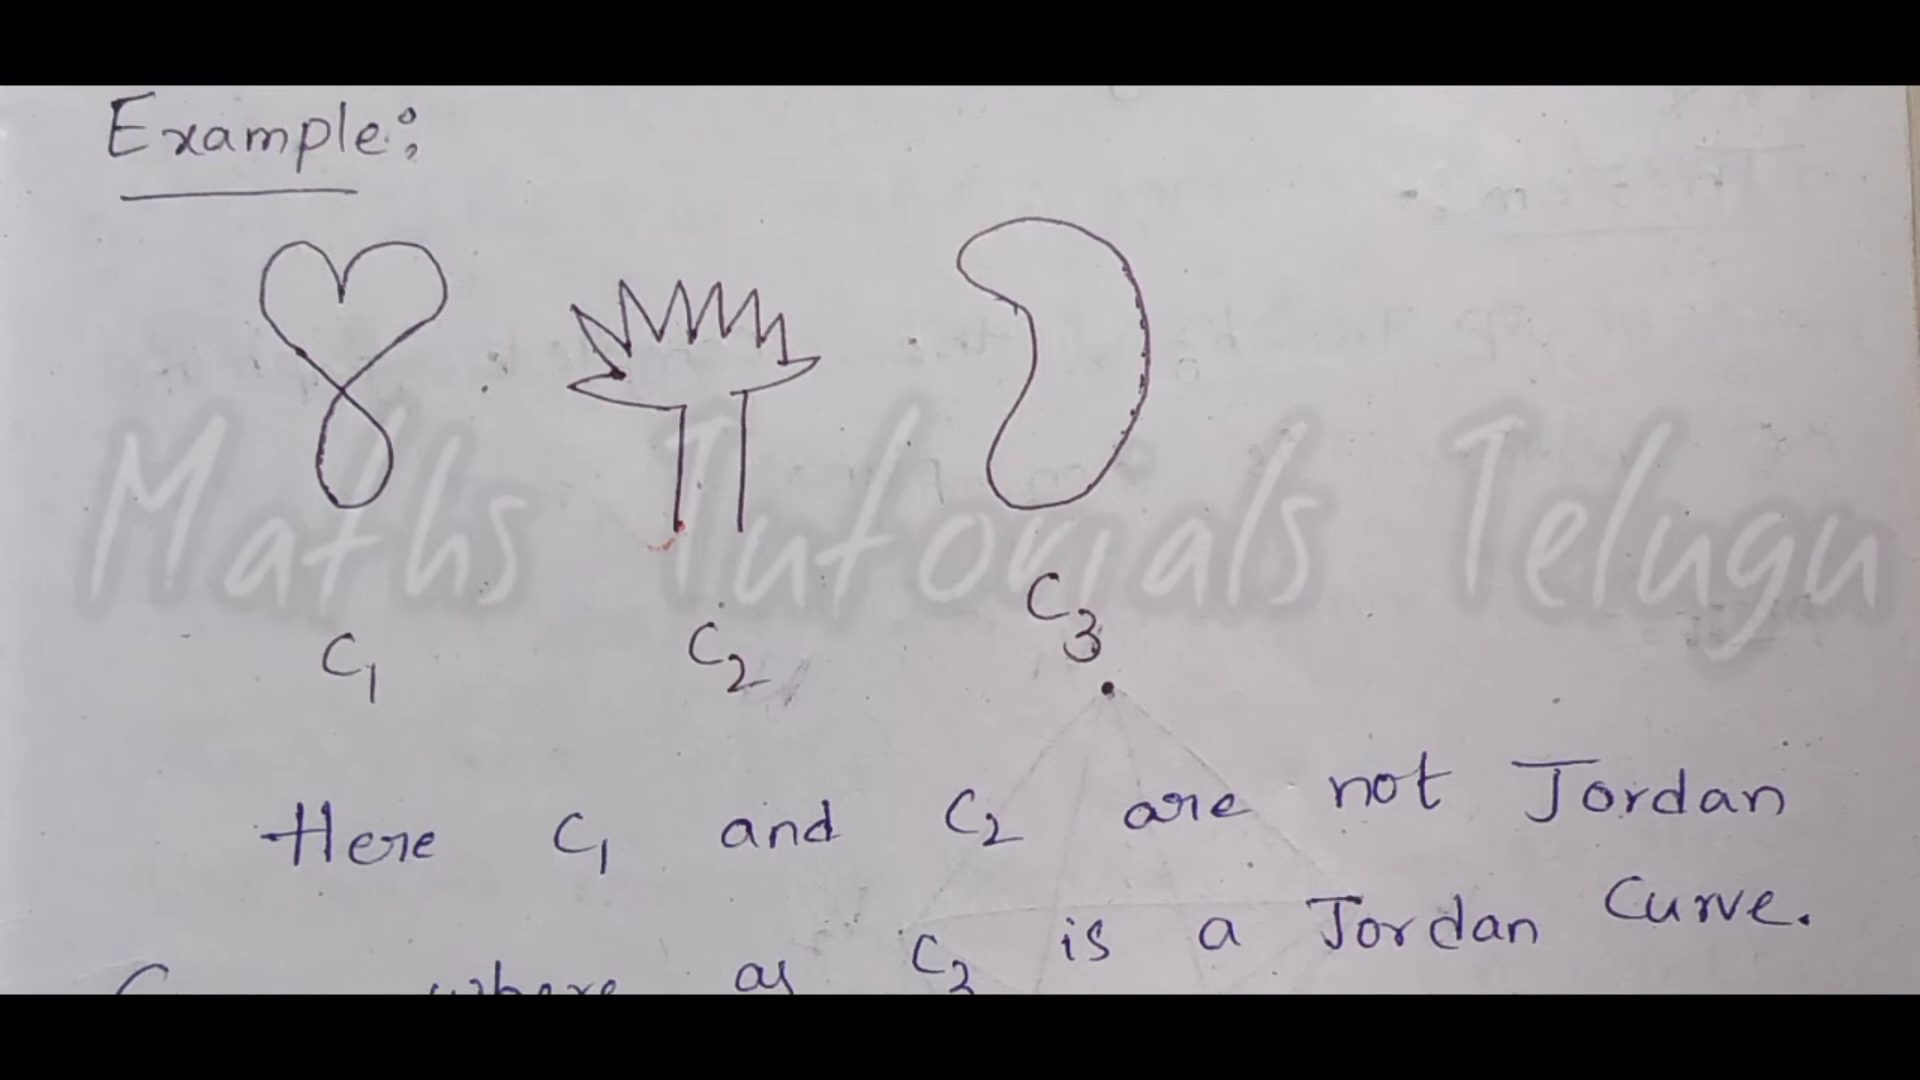 Example:
C1 C2 C3
Here C1 and C2 are not Jordan
Curve. where as C3 is a Jordan Curve.
Maths Tutorials Telugu